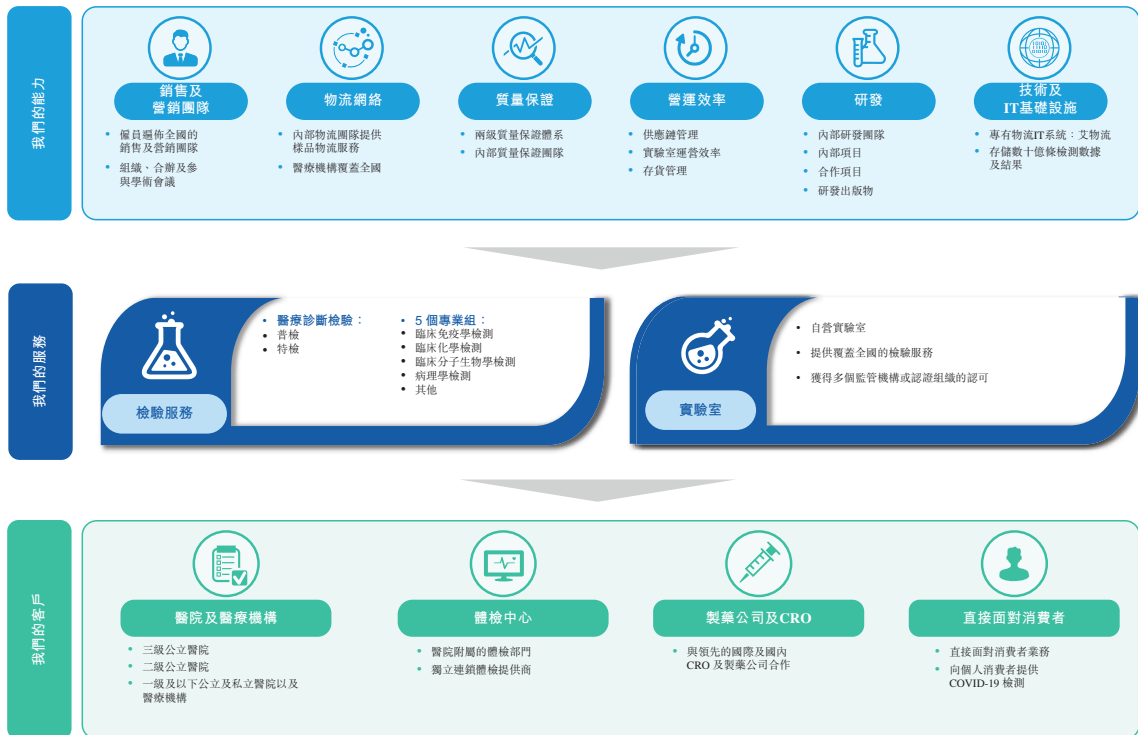 我們的能力
銷售及
營銷團隊
• 僱員遍佈全國的
銷售及營銷團隊
• 組織、合辦及參
與學術會議
物流網絡
• 內部物流團隊提供
樣品物流服務
• 醫療機構覆蓋全國
質量保證
• 兩級質量保證體系
• 內部質量保證團隊
營運效率
• 供應鏈管理
• 實驗室運營效率
• 存貨管理
研發
• 內部研發團隊
• 內部項目
• 合作項目
• 研發出版物
技術及
IT基礎設施
• 專有物流IT系統：艾物流
• 存儲數十億條檢測數據
及結果
我們的服務
檢驗服務
• 醫療診斷檢驗：
• 普檢
• 特檢
• 5 個專業組：
• 臨床免疫學檢測
• 臨床化學檢測
• 臨床分子生物學檢測
• 病理學檢測
• 其他
實驗室
• 自營實驗室
• 提供覆蓋全國的檢驗服務
• 獲得多個監管機構或認證組織的認可
我們的客戶
醫院及醫療機構
• 三級公立醫院
• 二級公立醫院
• 一級及以下公立及私立醫院以及
醫療機構
體檢中心
• 醫院附屬的體檢部門
• 獨立連鎖體檢提供商
製藥公司及CRO
• 與領先的國際及國內
CRO 及製藥公司合作
直接面對消費者
• 直接面對消費者業務
• 向個人消費者提供
COVID-19 檢測